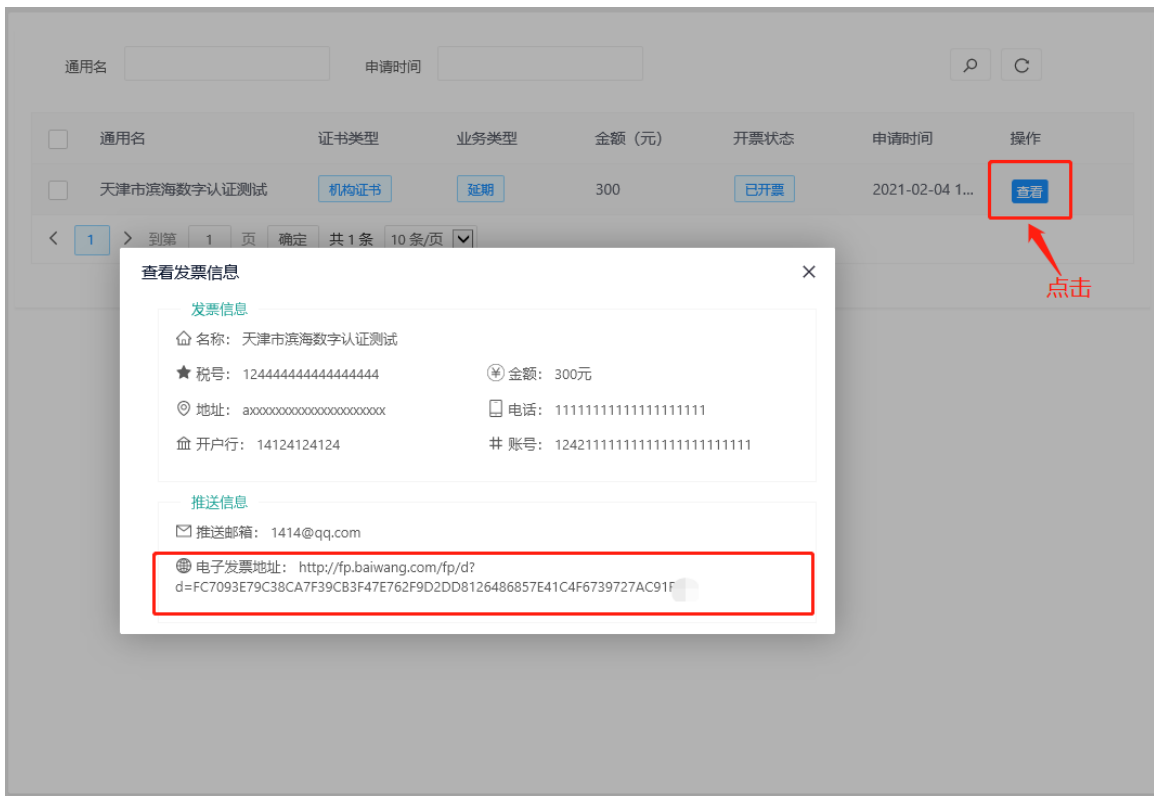 通用名 申请时间
通用名 证书类型 业务类型 金额（元） 开票状态 申请时间 操作
天津市滨海数字认证测试 机构证书 延期 300 已开票 2021-02-04 1... 查看
1 到第 1 页 确定 共 1 条 10 条/页
点击
查看发票信息
发票信息
名称： 天津市滨海数字认证测试
税号： 124444444444444444 金额： 300元
地址： axxxxxxxxxxxxxxxxxxxxxx 电话： 11111111111111111111
开户行： 14124124124 账号： 12421111111111111111111111
推送信息
推送邮箱： 1414@qq.com
电子发票地址： http://fp.baiwang.com/fp/d?
d=FC7093E79C38CA7F39CB3F47E762F9D2DD8126486857E41C4F6739727AC91F